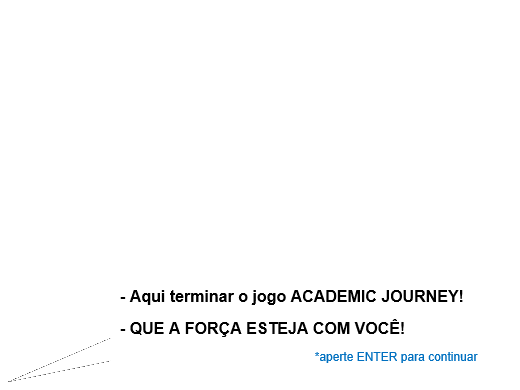 - Aqui terminar o jogo ACADEMIC JOURNEY!
- QUE A FORÇA ESTEJA COM VOCÊ!
*aperte ENTER para continuar